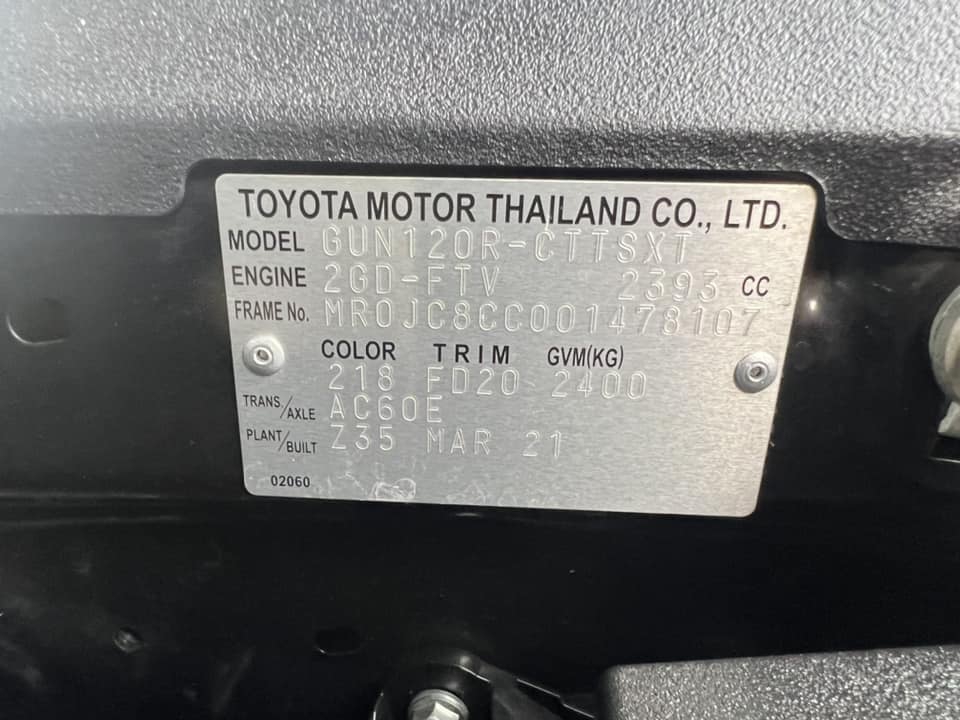 TOYOTA MOTOR THAILAND CO., LTD.
MODEL GUN120R-CTTSXT
ENGINE 2GD-FTV 2393 CC
FRAME No. MR0JC8CC001478107
COLOR TRIM GVM(KG)
218 FD20 2400
TRANS./AXLE AC60E
PLANT/BUILT Z35 MAR 21
02060